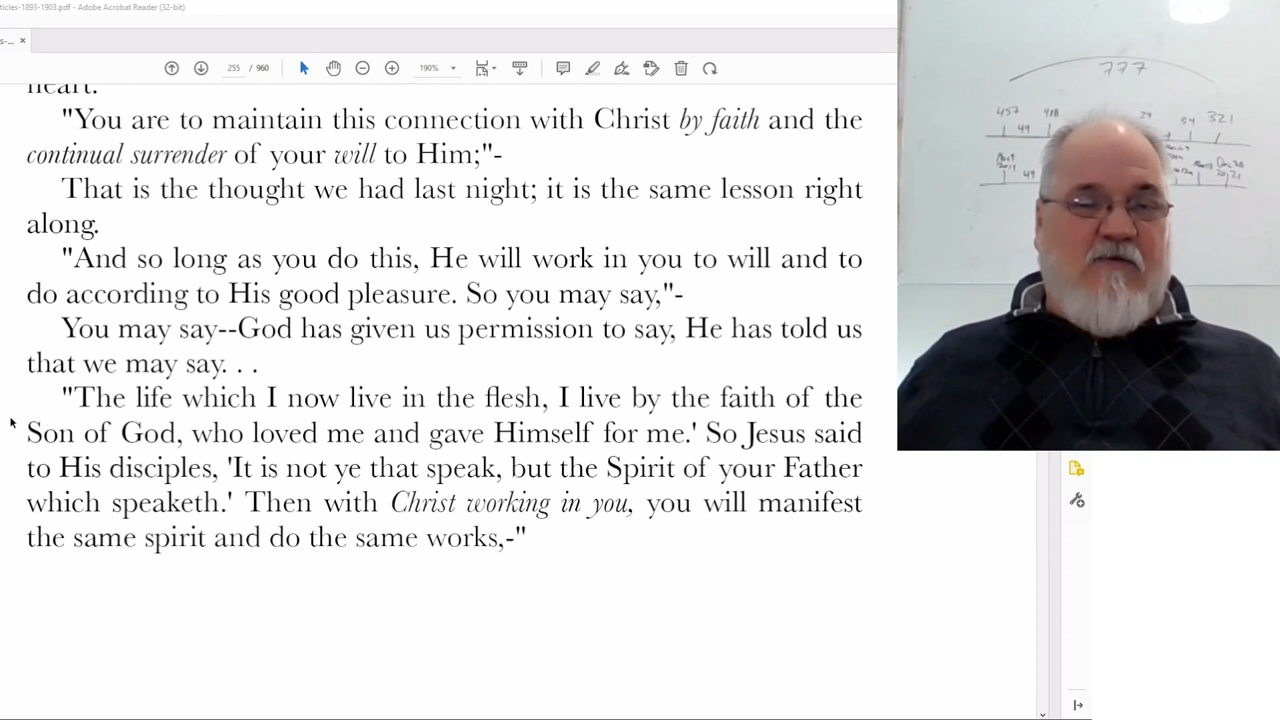 ticles-1893-1903.pdf - Adobe Acrobat Reader (32-bit)
s-...
255 / 960
190%
heart.
"You are to maintain this connection with Christ by faith and the
continual surrender of your will to Him;"-
That is the thought we had last night; it is the same lesson right
along.
"And so long as you do this, He will work in you to will and to
do according to His good pleasure. So you may say,"-
You may say--God has given us permission to say, He has told us
that we may say. . .
"The life which I now live in the flesh, I live by the faith of the
Son of God, who loved me and gave Himself for me.' So Jesus said
to His disciples, 'It is not ye that speak, but the Spirit of your Father
which speaketh.' Then with Christ working in you, you will manifest
the same spirit and do the same works,-"
777
457 408 321
49
49